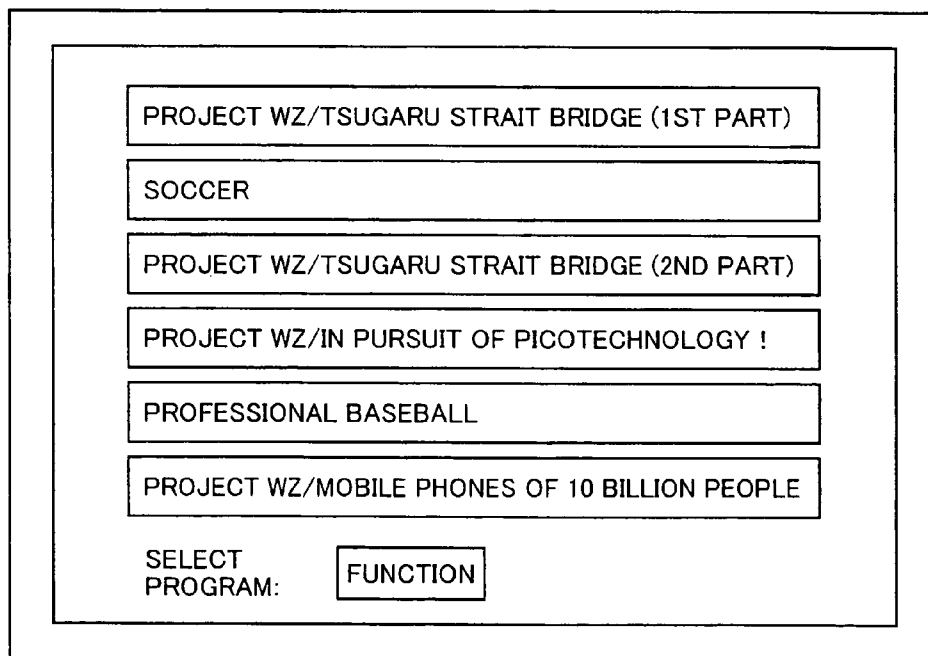 PROJECT WZ/TSUGARU STRAIT BRIDGE (1ST PART)
SOCCER
PROJECT WZ/TSUGARU STRAIT BRIDGE (2ND PART)
PROJECT WZ/IN PURSUIT OF PICOTECHNOLOGY !
PROFESSIONAL BASEBALL
PROJECT WZ/MOBILE PHONES OF 10 BILLION PEOPLE
SELECT
PROGRAM:
FUNCTION